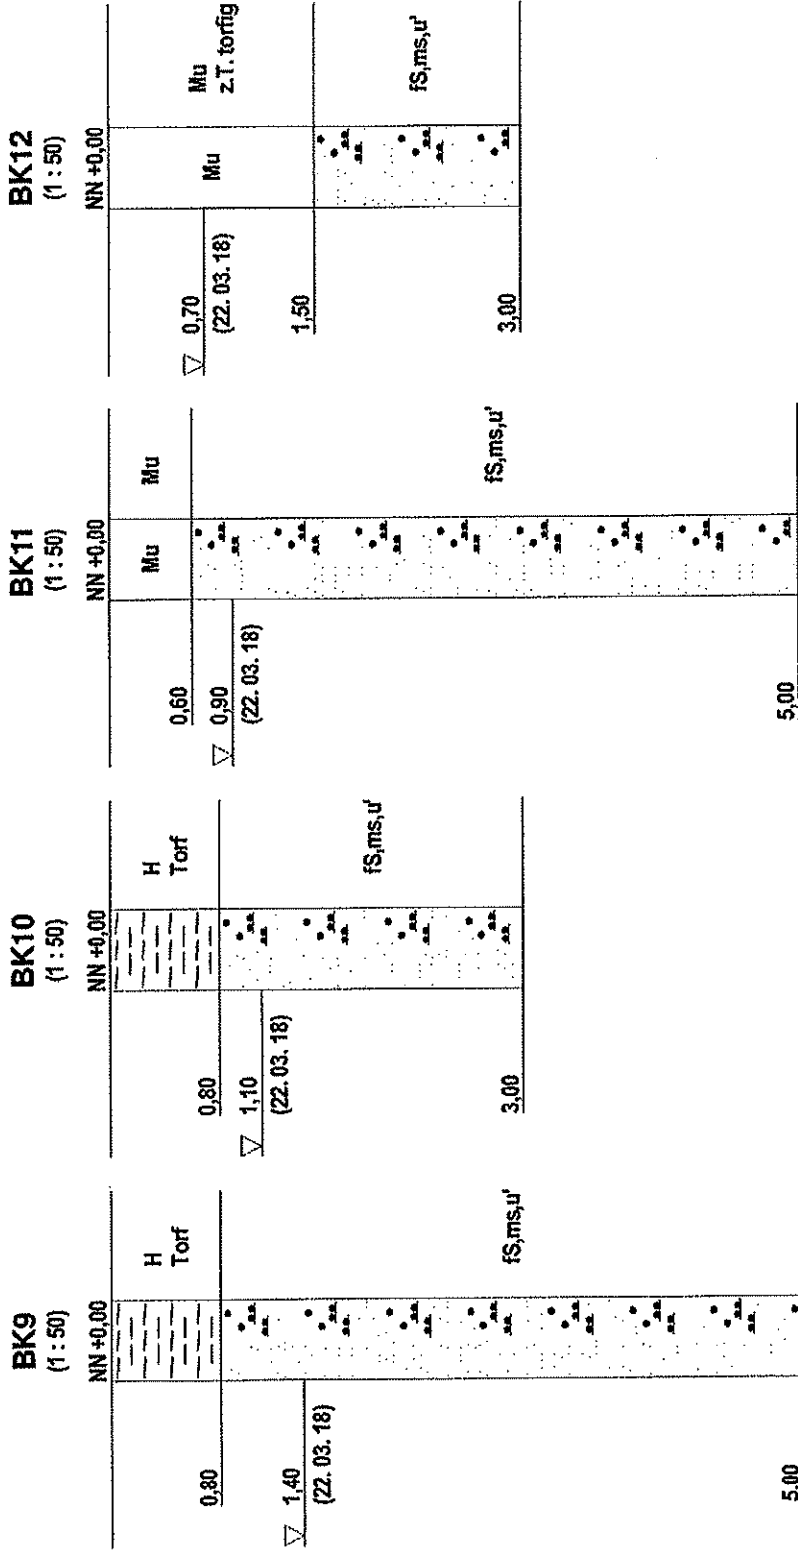 BK9
(1 : 50)
NN +0,00
H
Torf
0,80
1,40
(22. 03. 18)
fS,ms,u'
5,00
BK10
(1 : 50)
NN +0,00
H
Torf
0,80
1,10
(22. 03. 18)
fS,ms,u'
3,00
BK11
(1 : 50)
NN +0,00
Mu
Mu
0,60
0,90
(22. 03. 18)
fS,ms,u'
5,00
BK12
(1 : 50)
NN +0,00
Mu
Mu
z.T. torfig
0,70
(22. 03. 18)
1,50
fS,ms,u'
3,00